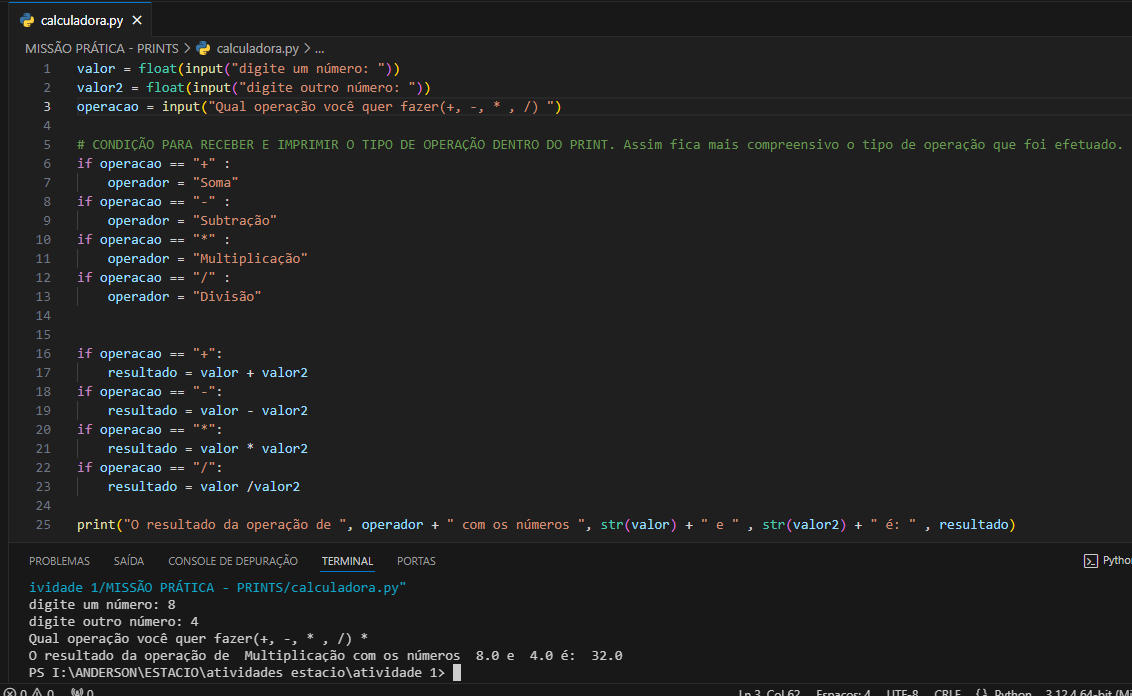 calculadora.py
MISSÃO PRÁTICA - PRINTS > calculadora.py > ...
1 valor = float(input("digite um número: "))
2 valor2 = float(input("digite outro número: "))
3 operacao = input("Qual operação você quer fazer(+, -, * , /) ")
4
5 # CONDIÇÃO PARA RECEBER E IMPRIMIR O TIPO DE OPERAÇÃO DENTRO DO PRINT. Assim fica mais compreensivo o tipo de operação que foi efetuado.
6 if operacao == "+" :
7     operador = "Soma"
8 if operacao == "-" :
9     operador = "Subtração"
10 if operacao == "*" :
11     operador = "Multiplicação"
12 if operacao == "/" :
13     operador = "Divisão"
14
15
16 if operacao == "+":
17     resultado = valor + valor2
18 if operacao == "-":
19     resultado = valor - valor2
20 if operacao == "*":
21     resultado = valor * valor2
22 if operacao == "/":
23     resultado = valor /valor2
24
25 print("O resultado da operação de ", operador + " com os números ", str(valor) + " e " , str(valor2) + " é: " , resultado)
PROBLEMAS SAÍDA CONSOLE DE DEPURAÇÃO TERMINAL PORTAS Pytho
ividade 1/MISSÃO PRÁTICA - PRINTS/calculadora.py"
digite um número: 8
digite outro número: 4
Qual operação você quer fazer(+, -, * , /) *
O resultado da operação de  Multiplicação com os números  8.0 e  4.0 é:  32.0
PS I:\ANDERSON\ESTACIO\atividades estacio\atividade 1>
0 0 0 Ln 3, Col 62 Espaços: 4 UTF-8 CRLF {} Python 3.12.4 64-bit